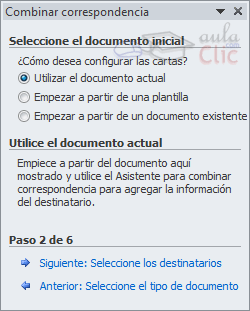 Combinar correspondencia
aula
.com
Clic
Seleccione el documento inicial
¿Cómo desea configurar las cartas?
Utilizar el documento actual
Empezar a partir de una plantilla
Empezar a partir de un documento existente
Utilice el documento actual
Empiece a partir del documento aquí
mostrado y utilice el Asistente para combinar
correspondencia para agregar la información
del destinatario.
Paso 2 de 6
Siguiente: Seleccione los destinatarios
Anterior: Seleccione el tipo de documento